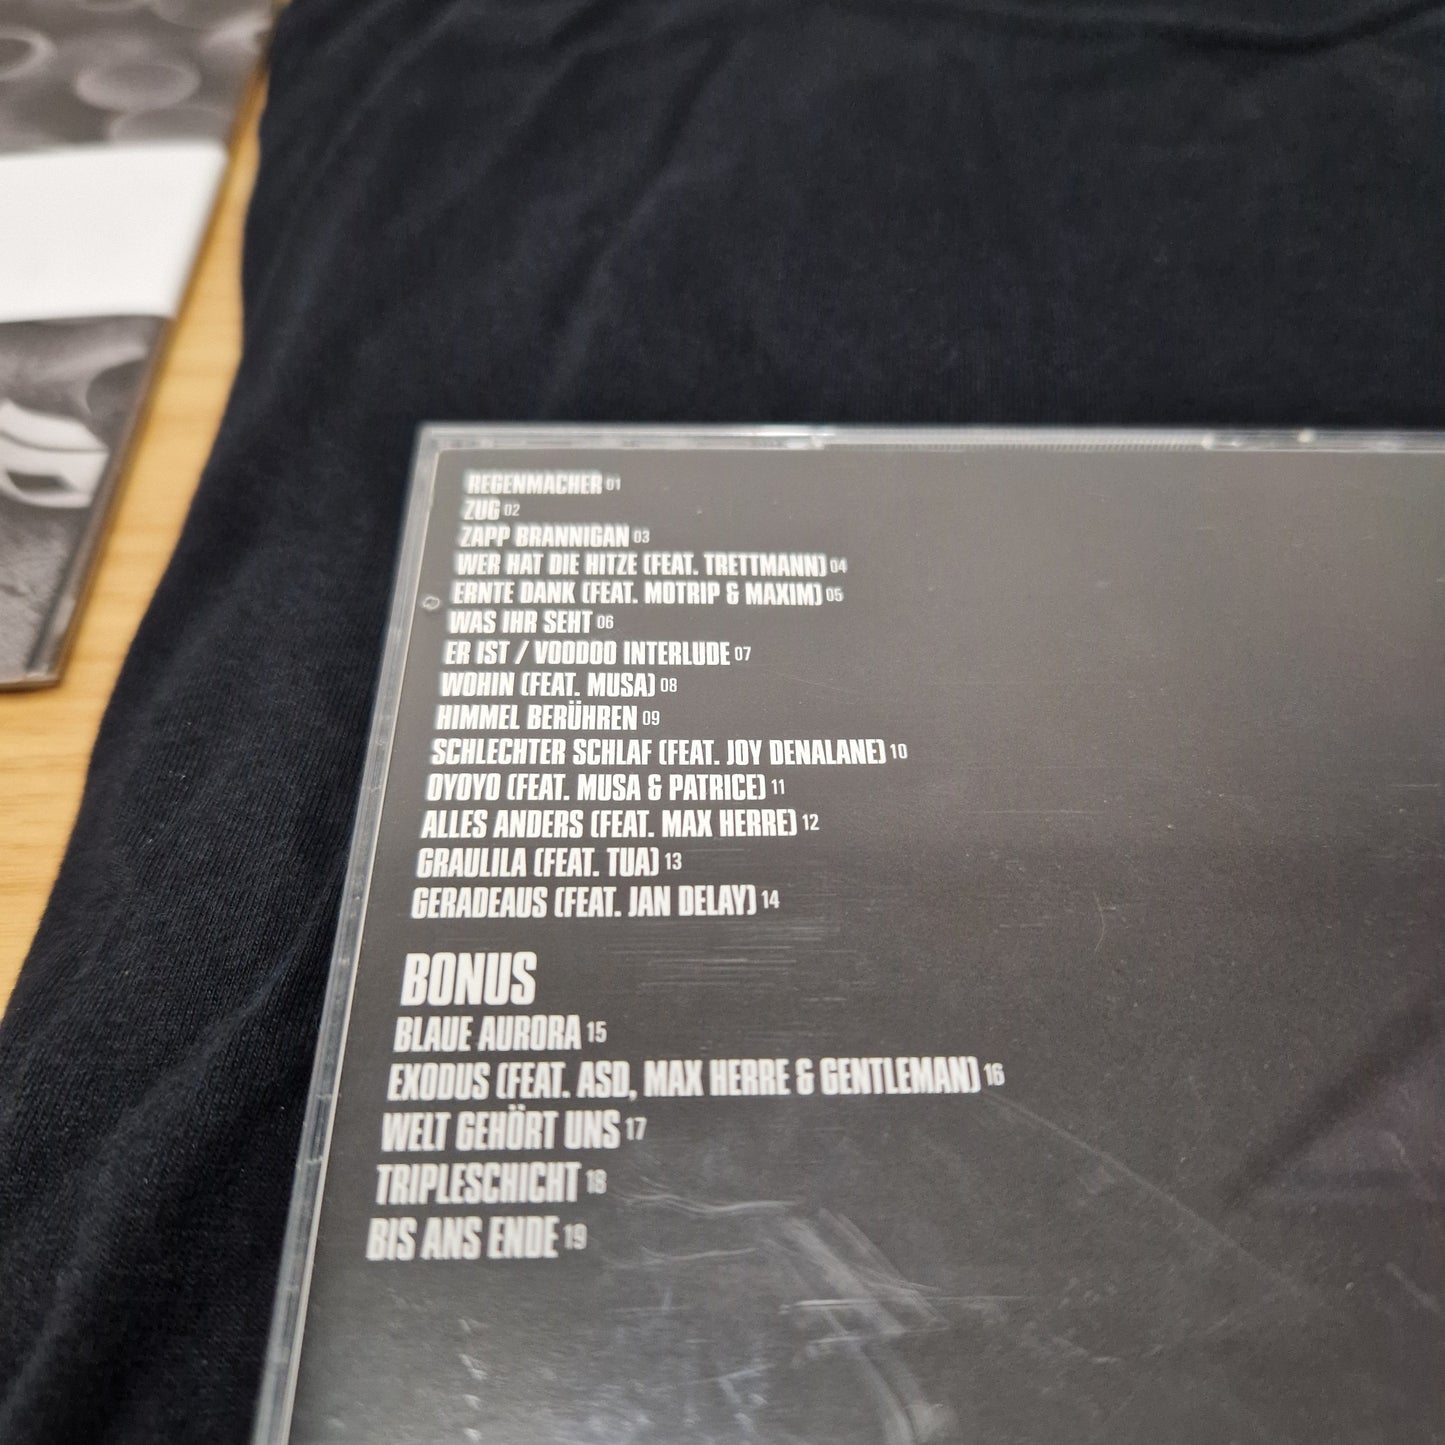 REGENMACHER 01
ZUG 02
ZAPP BRANNIGAN 03
WER HAT DIE HITZE (FEAT. TRETTMANN) 04
ERNTE DANK (FEAT. MOTRIP & MAXIM) 05
WAS IHR SEHT 06
ER IST / VOODOO INTERLUDE 07
WOHIN (FEAT. MUSA) 08
HIMMEL BERÜHREN 09
SCHLECHTER SCHLAF (FEAT. JOY DENALANE) 10
OYOYO (FEAT. MUSA & PATRICE) 11
ALLES ANDERS (FEAT. MAX HERRE) 12
GRAULILA (FEAT. TUA) 13
GERADEAUS (FEAT. JAN DELAY) 14
BONUS
BLAUE AURORA 15
EXODUS (FEAT. ASD, MAX HERRE & GENTLEMAN) 16
WELT GEHÖRT UNS 17
TRIPLESCHICHT 18
BIS ANS ENDE 19